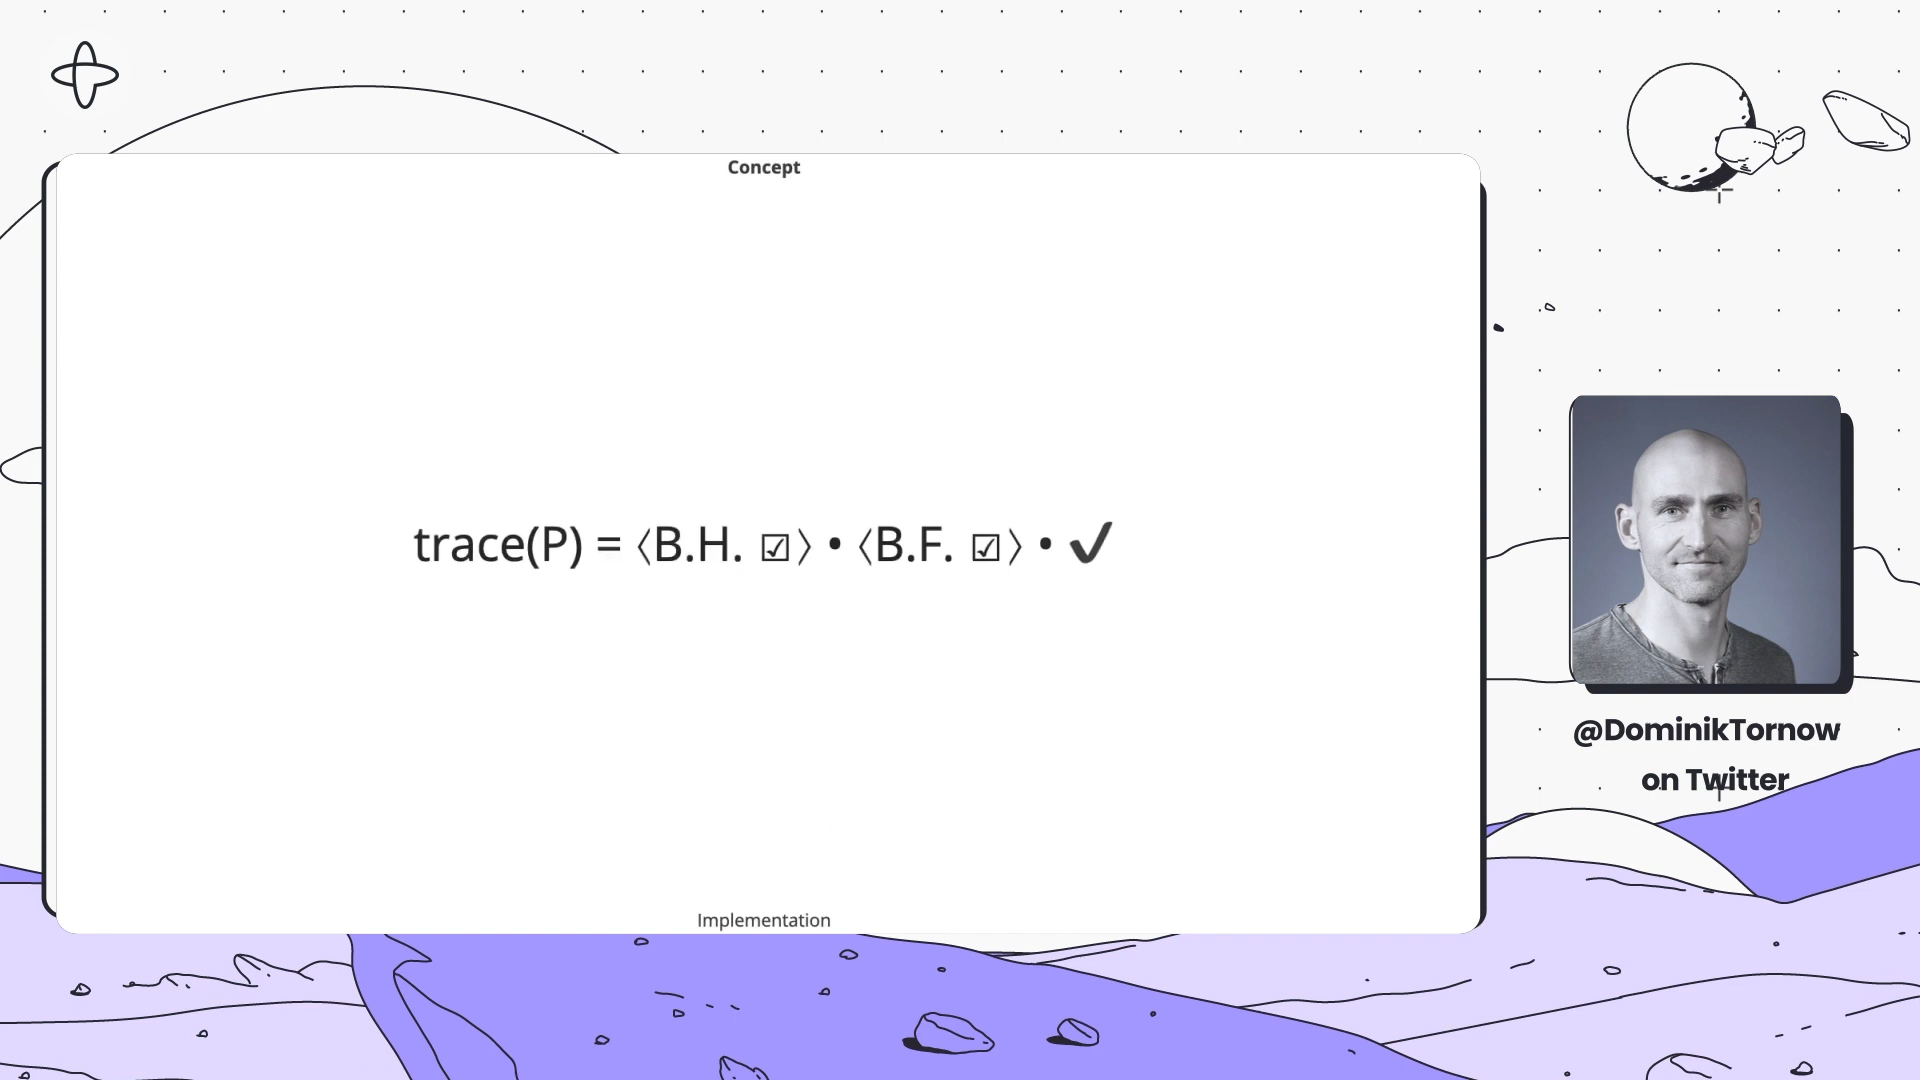 Concept
trace(P) = 〈B.H. ☑〉 • 〈B.F. ☑〉 • ✔
@DominikTornow
on Twitter
Implementation